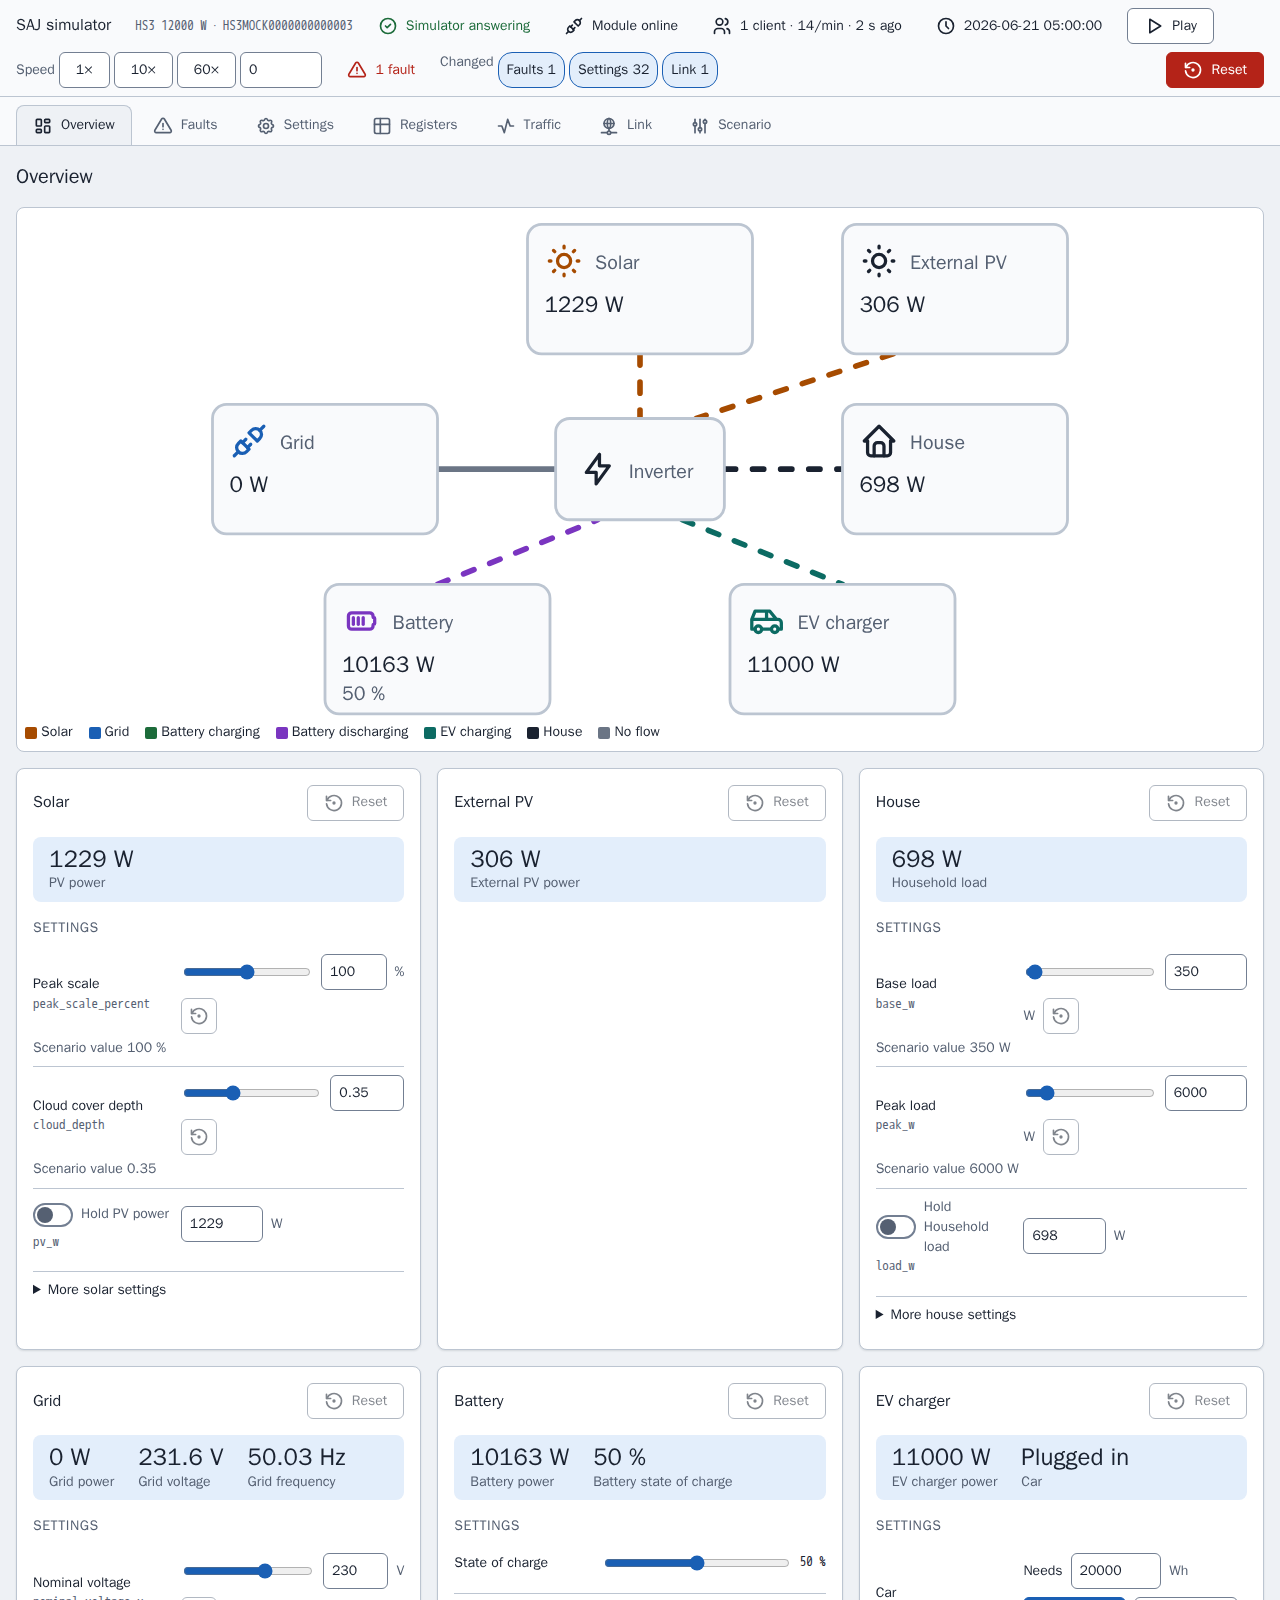 SAJ simulator
HS3 12000 W · HS3MOCK0000000000003
Simulator answering
Module online
1 client · 14/min · 2 s ago
2026-06-21 05:00:00
Play
Speed
1×
10×
60×
0
1 fault
Changed
Faults 1
Settings 32
Link 1
Reset
Overview
Faults
Settings
Registers
Traffic
Link
Scenario
Overview
Solar
1229 W
External PV
306 W
Grid
0 W
Inverter
House
698 W
Battery
10163 W
50 %
EV charger
11000 W
Solar
Grid
Battery charging
Battery discharging
EV charging
House
No flow
Solar
Reset
1229 W
PV power
SETTINGS
Peak scale
peak_scale_percent
100
%
Scenario value 100 %
Cloud cover depth
cloud_depth
0.35
Scenario value 0.35
Hold PV power
pv_w
1229
W
More solar settings
External PV
Reset
306 W
External PV power
House
Reset
698 W
Household load
SETTINGS
Base load
base_w
350
W
Scenario value 350 W
Peak load
peak_w
6000
W
Scenario value 6000 W
Hold
Household
load
load_w
698
W
More house settings
Grid
Reset
0 W
Grid power
231.6 V
Grid voltage
50.03 Hz
Grid frequency
SETTINGS
Nominal voltage
230
V
Battery
Reset
10163 W
Battery power
50 %
Battery state of charge
SETTINGS
State of charge
50 %
EV charger
Reset
11000 W
EV charger power
Plugged in
Car
SETTINGS
Car
Needs
20000
Wh